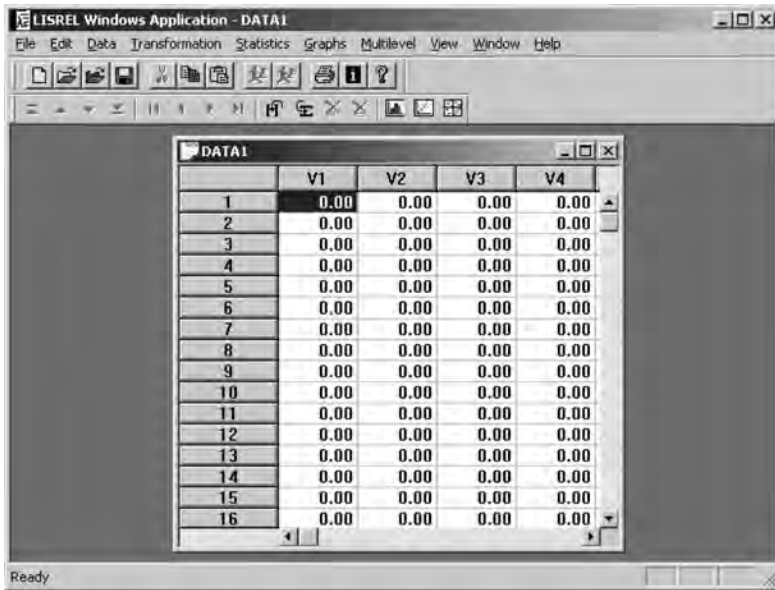 LISREL Windows Application - DATA1
File Edit Data Transformation Statistics Graphs Multilevel View Window Help
DATA1
V1 V2 V3 V4
1 0.00 0.00 0.00 0.00
2 0.00 0.00 0.00 0.00
3 0.00 0.00 0.00 0.00
4 0.00 0.00 0.00 0.00
5 0.00 0.00 0.00 0.00
6 0.00 0.00 0.00 0.00
7 0.00 0.00 0.00 0.00
8 0.00 0.00 0.00 0.00
9 0.00 0.00 0.00 0.00
10 0.00 0.00 0.00 0.00
11 0.00 0.00 0.00 0.00
12 0.00 0.00 0.00 0.00
13 0.00 0.00 0.00 0.00
14 0.00 0.00 0.00 0.00
15 0.00 0.00 0.00 0.00
16 0.00 0.00 0.00 0.00
Ready